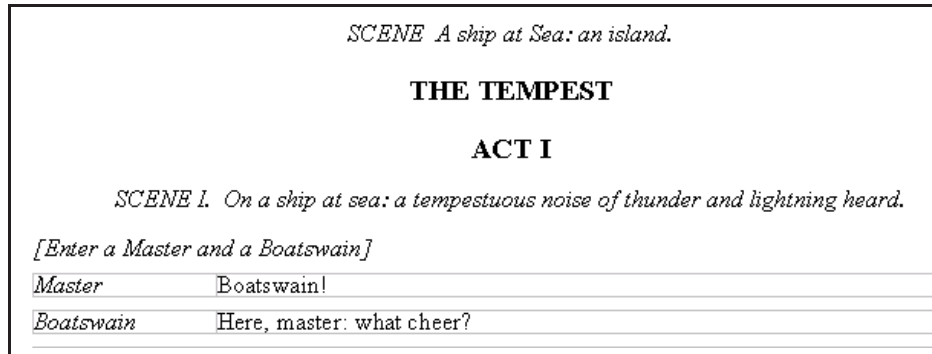 SCENE A ship at Sea: an island.
THE TEMPEST
ACT I
SCENE I. On a ship at sea: a tempestuous noise of thunder and lightning heard.
[Enter a Master and a Boatswain]
Master Boatswain!
Boatswain Here, master: what cheer?